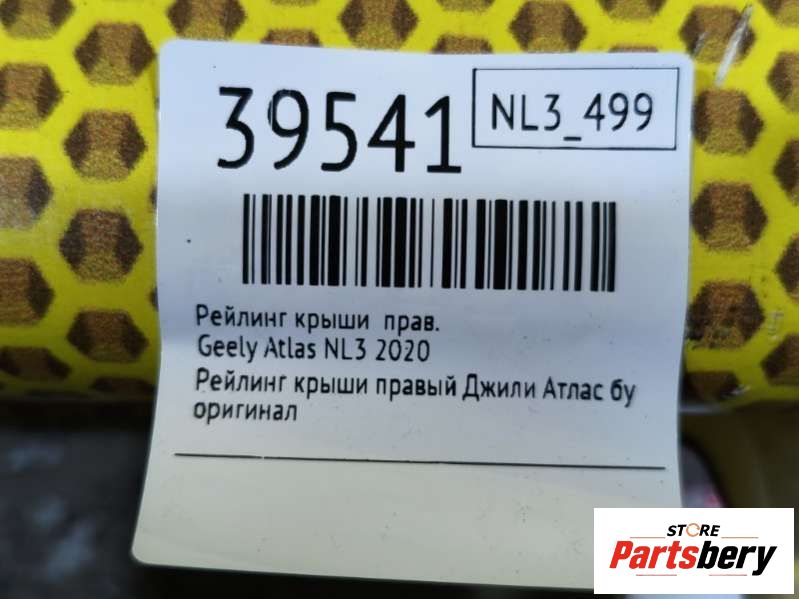 39541
NL3_499
Рейлинг крыши прав.
Geely Atlas NL3 2020
Рейлинг крыши правый Джили Атлас бу
оригинал
STORE
Partsbery